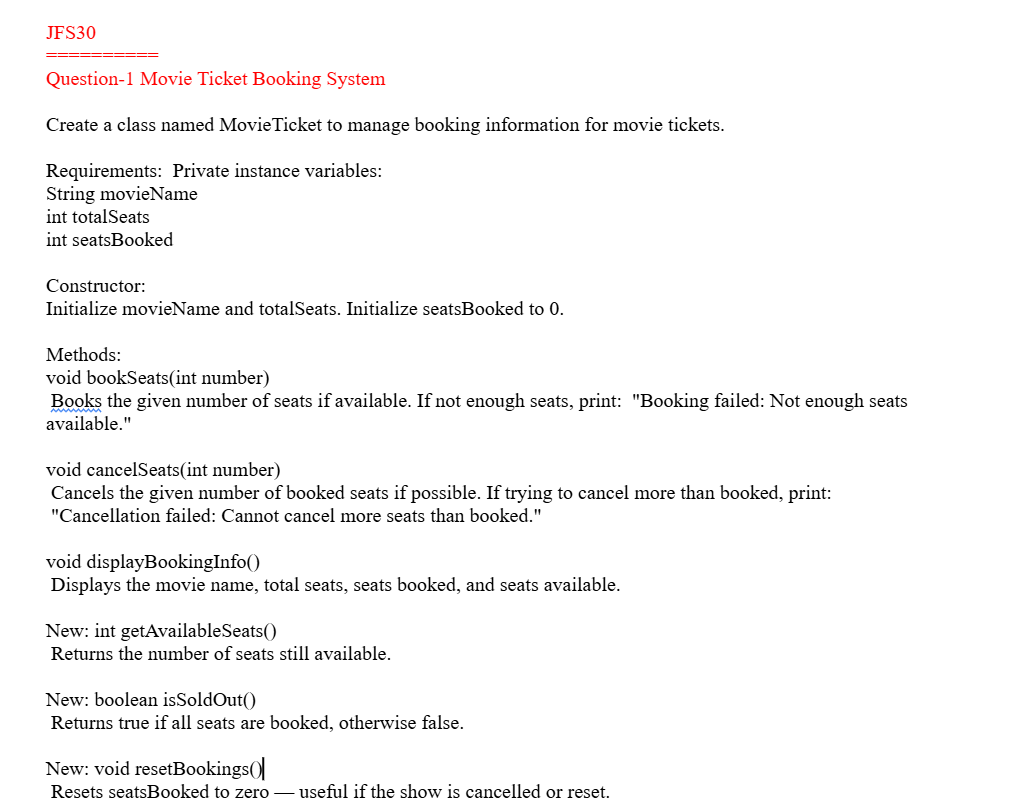 JFS30
==========
Question-1 Movie Ticket Booking System
Create a class named MovieTicket to manage booking information for movie tickets.
Requirements:  Private instance variables:
String movieName
int totalSeats
int seatsBooked
Constructor:
Initialize movieName and totalSeats. Initialize seatsBooked to 0.
Methods:
void bookSeats(int number)
Books the given number of seats if available. If not enough seats, print:  "Booking failed: Not enough seats
available."
void cancelSeats(int number)
Cancels the given number of booked seats if possible. If trying to cancel more than booked, print:
"Cancellation failed: Cannot cancel more seats than booked."
void displayBookingInfo()
Displays the movie name, total seats, seats booked, and seats available.
New: int getAvailableSeats()
Returns the number of seats still available.
New: boolean isSoldOut()
Returns true if all seats are booked, otherwise false.
New: void resetBookings()
Resets seatsBooked to zero — useful if the show is cancelled or reset.